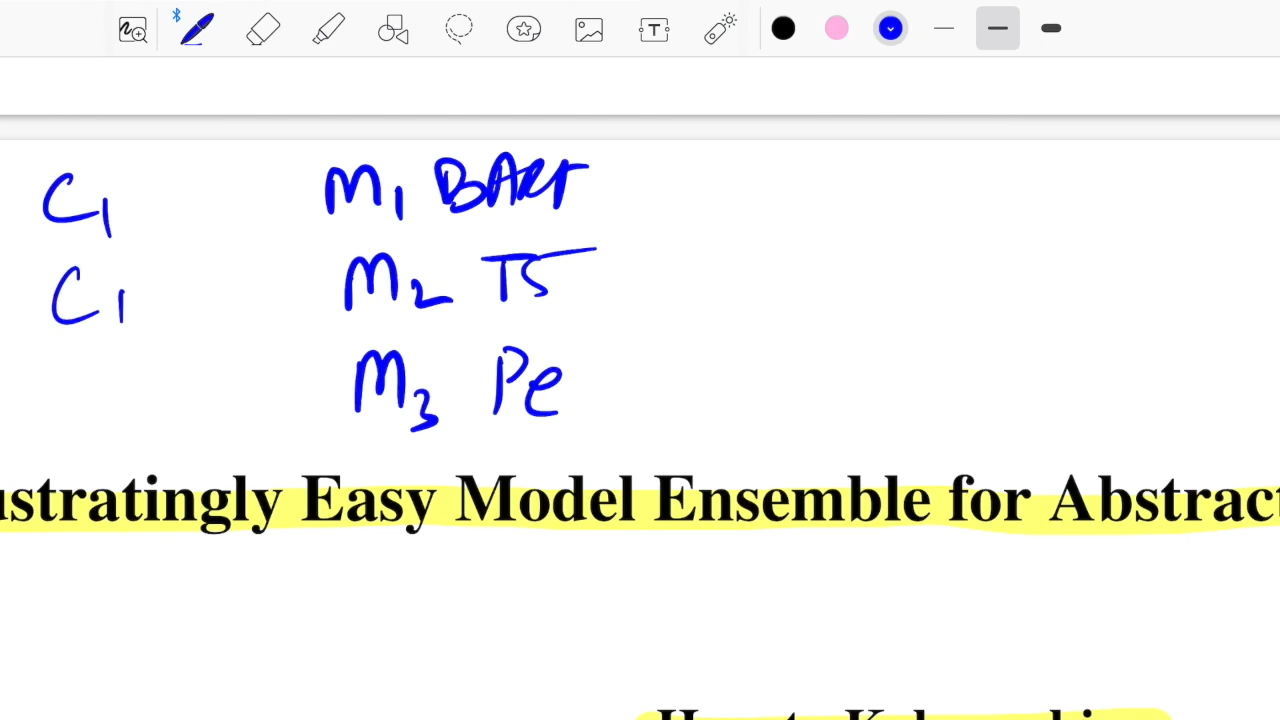 C1 M1 BART
C1 M2 T5
M3 Pe
ustratingly Easy Model Ensemble for Abstract